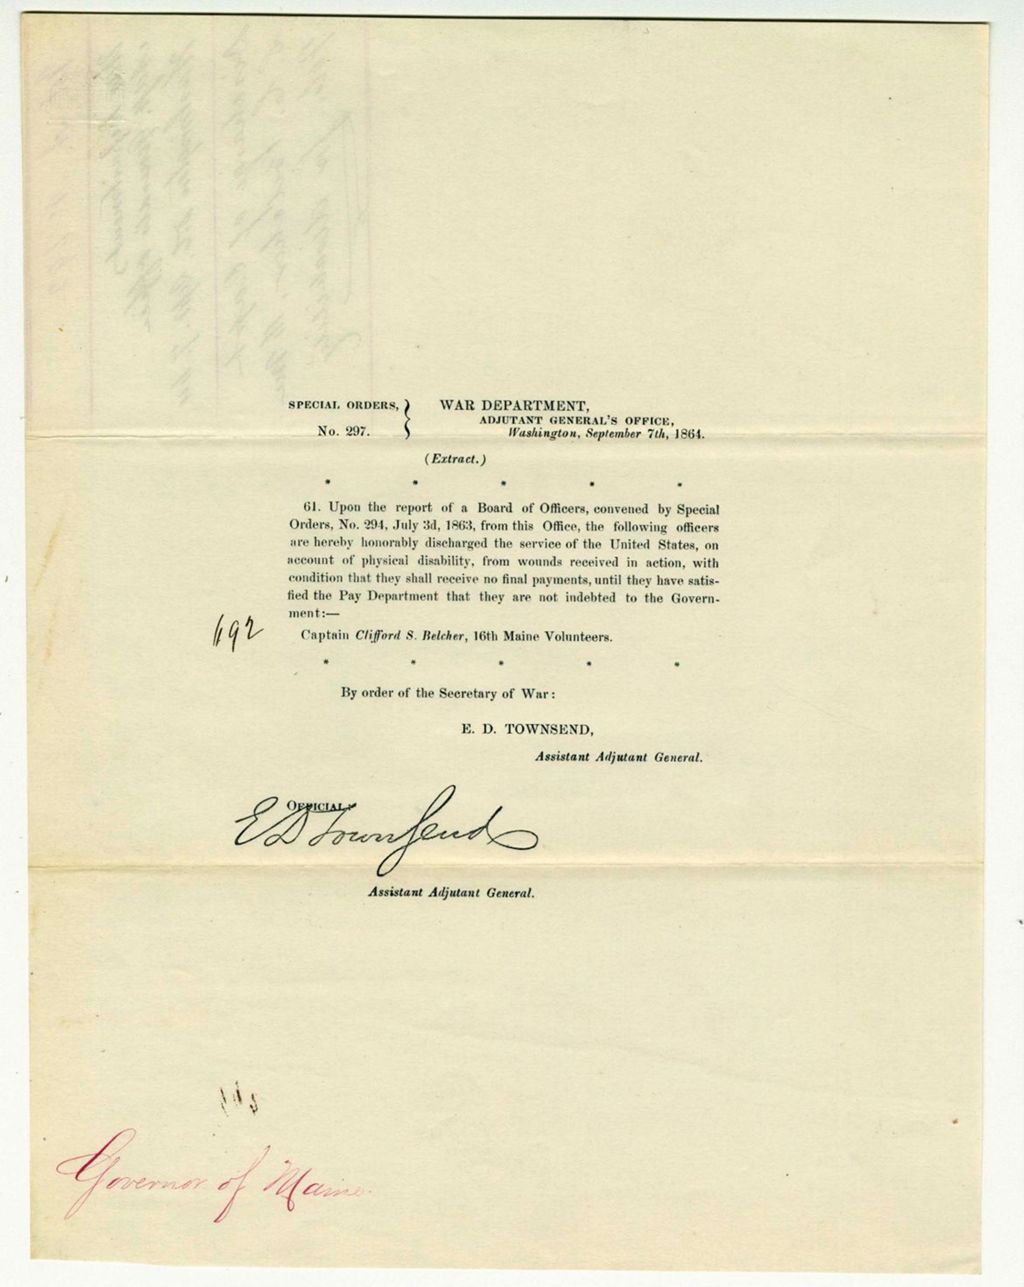 SPECIAL ORDERS, } WAR DEPARTMENT,
ADJUTANT GENERAL'S OFFICE,
No. 297. Washington, September 7th, 1864.
(Extract.)
* * * * *
61. Upon the report of a Board of Officers, convened by Special
Orders, No. 294, July 3d, 1863, from this Office, the following officers
are hereby honorably discharged the service of the United States, on
account of physical disability, from wounds received in action, with
condition that they shall receive no final payments, until they have satis-
fied the Pay Department that they are not indebted to the Govern-
ment:—
Captain Clifford S. Belcher, 16th Maine Volunteers.
* * * * *
By order of the Secretary of War:
E. D. TOWNSEND,
Assistant Adjutant General.
OFFICIAL:
E D Townsend
Assistant Adjutant General.
Governor of Maine.